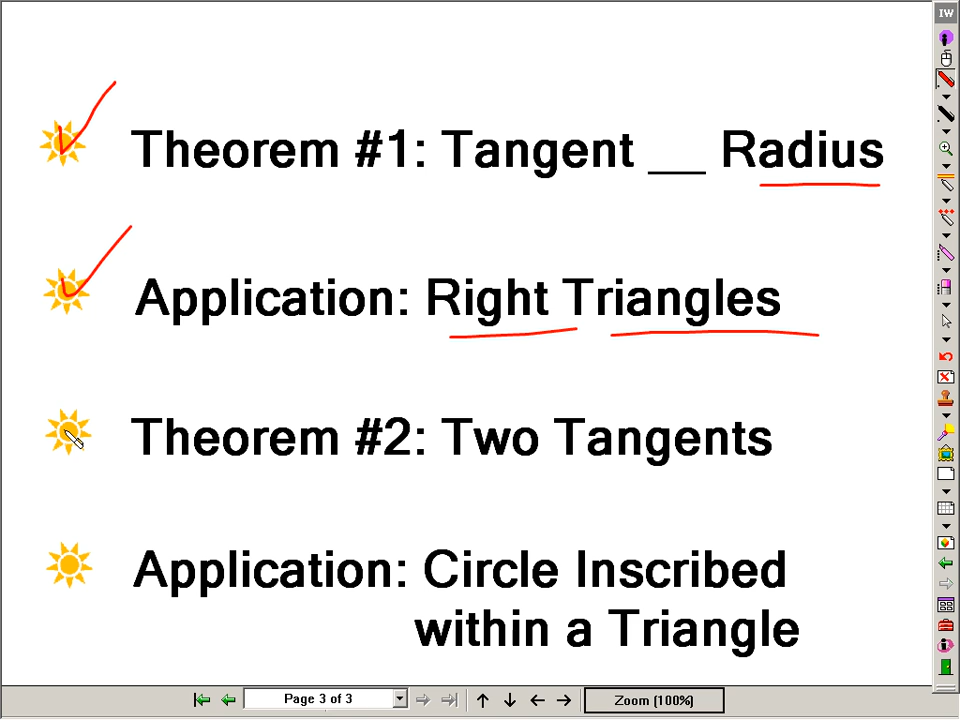 IW
Theorem #1: Tangent __ Radius
Application: Right Triangles
Theorem #2: Two Tangents
Application: Circle Inscribed
within a Triangle
Page 3 of 3
Zoom (100%)